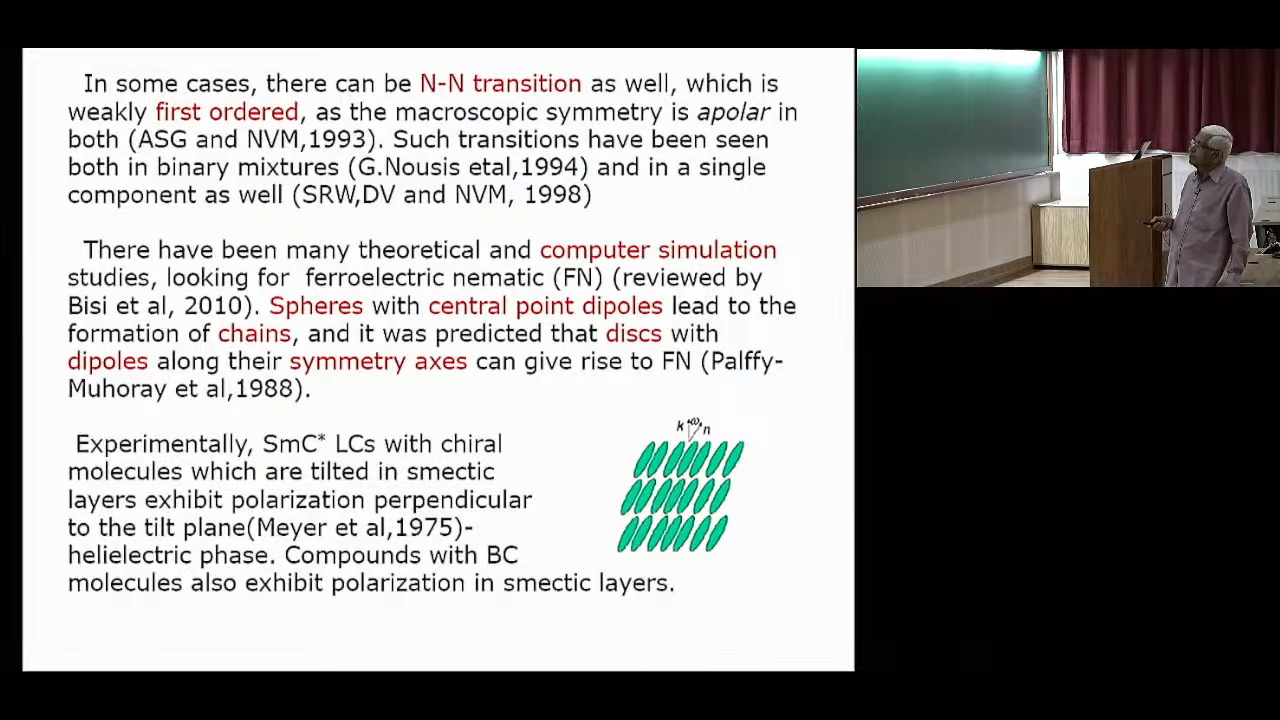 In some cases, there can be N-N transition as well, which is
weakly first ordered, as the macroscopic symmetry is apolar in
both (ASG and NVM,1993). Such transitions have been seen
both in binary mixtures (G.Nousis etal,1994) and in a single
component as well (SRW,DV and NVM, 1998)
There have been many theoretical and computer simulation
studies, looking for ferroelectric nematic (FN) (reviewed by
Bisi et al, 2010). Spheres with central point dipoles lead to the
formation of chains, and it was predicted that discs with
dipoles along their symmetry axes can give rise to FN (Palffy-
Muhoray et al,1988).
Experimentally, SmC* LCs with chiral
molecules which are tilted in smectic
layers exhibit polarization perpendicular
to the tilt plane(Meyer et al,1975)-
helielectric phase. Compounds with BC
molecules also exhibit polarization in smectic layers.
k ω n